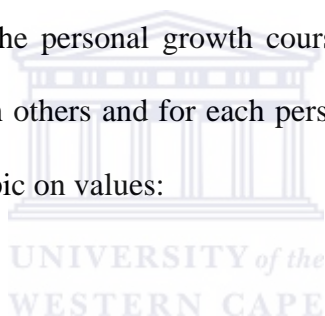 he personal growth cours
n others and for each pers
pic on values:
UNIVERSITY of the
WESTERN CAPE